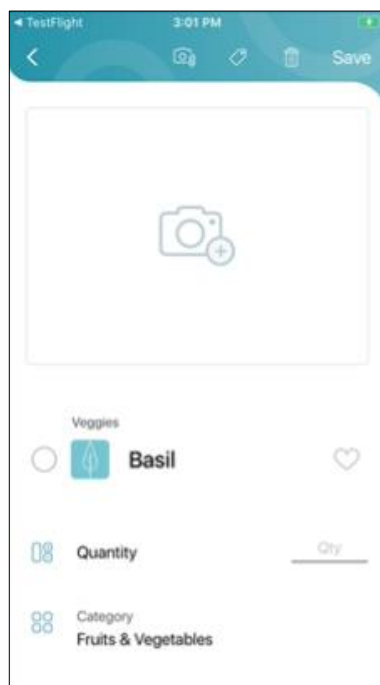 TestFlight 3:01 PM
Save
Veggies
Basil
Quantity Qty
Category
Fruits & Vegetables